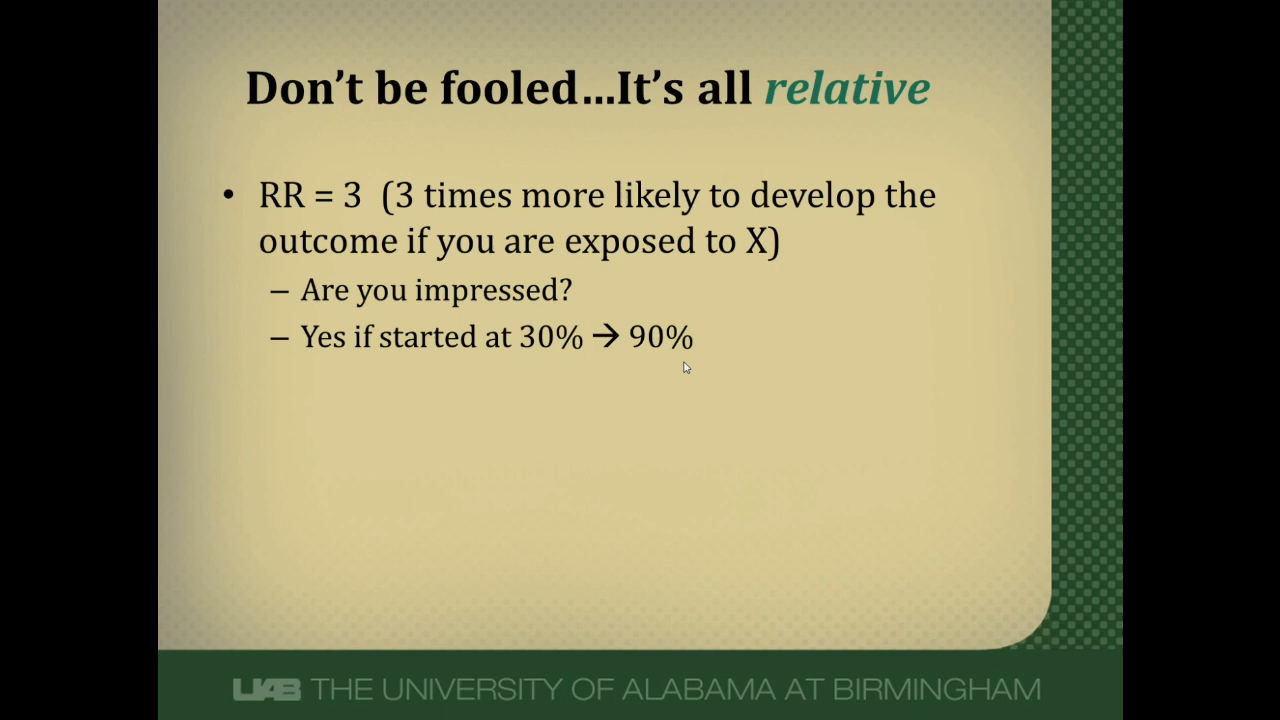 Don't be fooled...It's all relative
• RR = 3 (3 times more likely to develop the
outcome if you are exposed to X)
– Are you impressed?
– Yes if started at 30% → 90%
UAB THE UNIVERSITY OF ALABAMA AT BIRMINGHAM